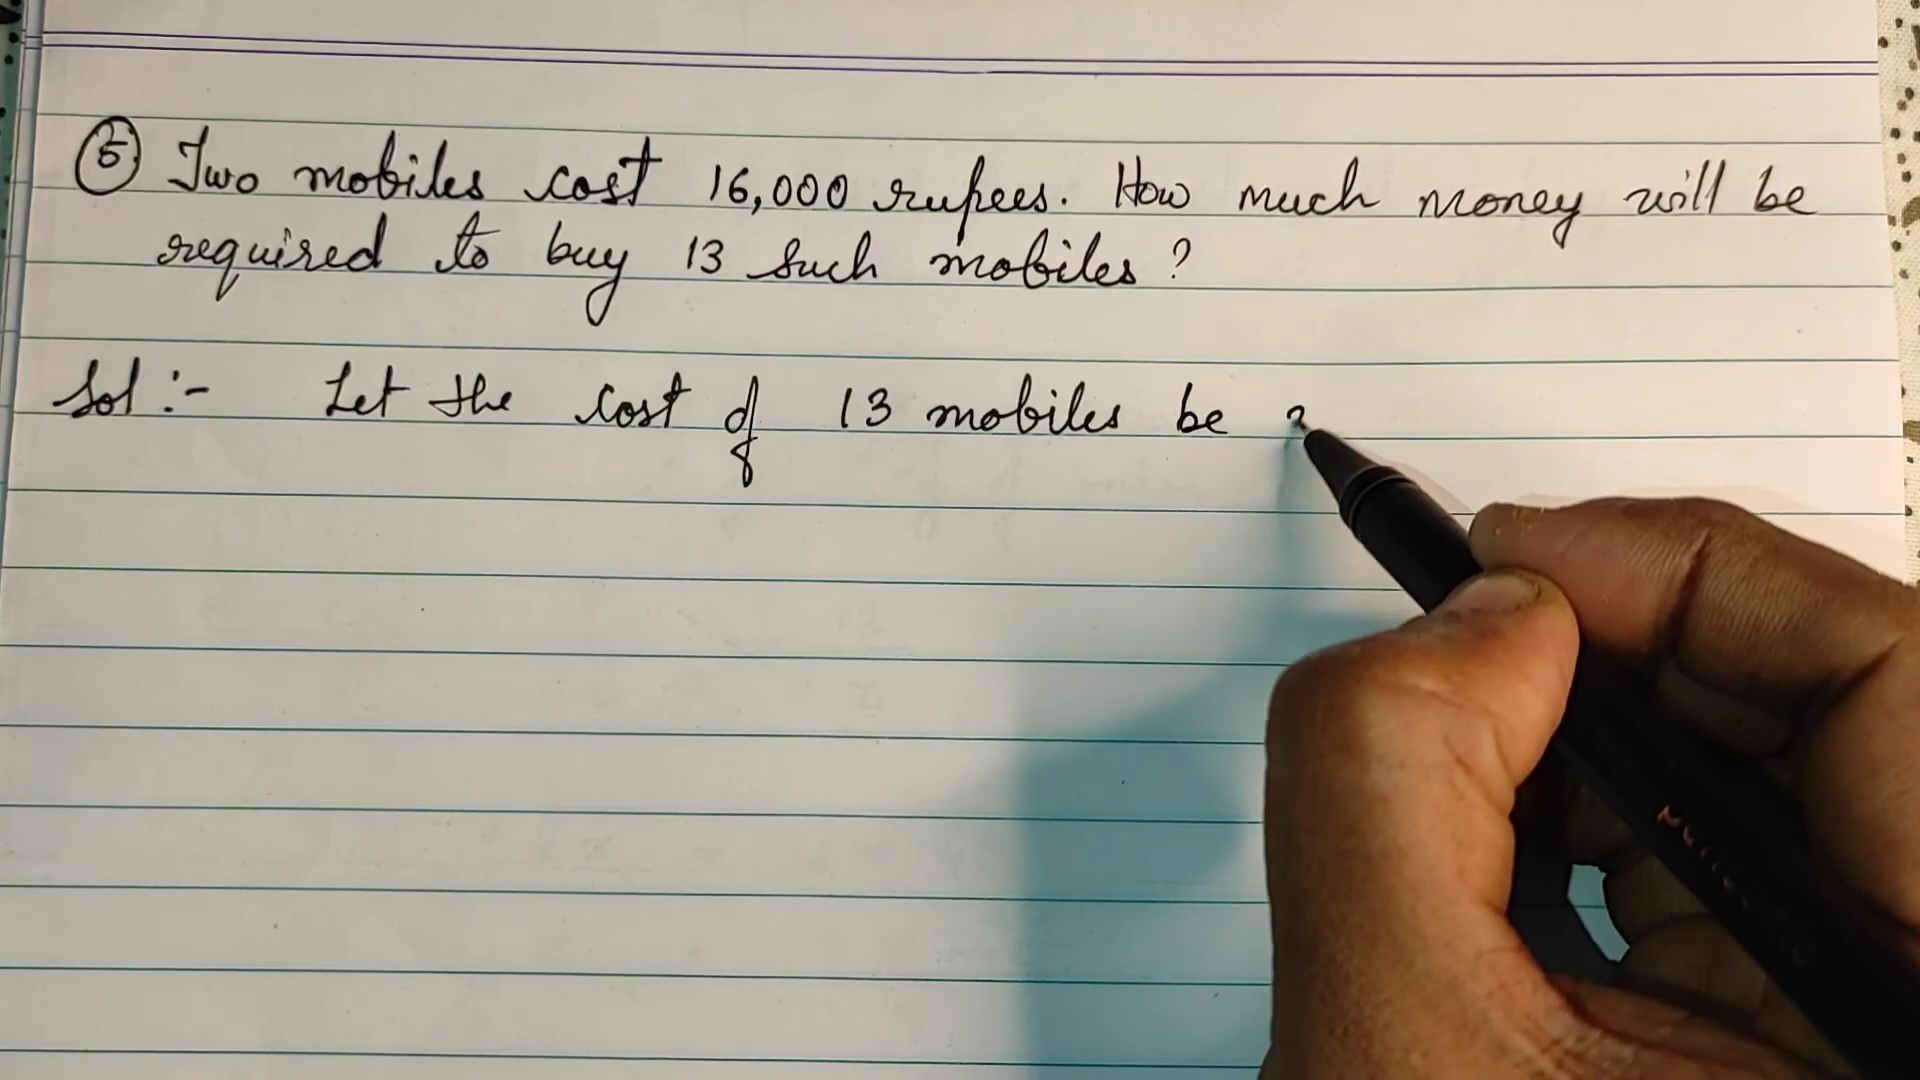 ⑤ Two mobiles cost 16,000 rupees. How much money will be
required to buy 13 such mobiles ?
Sol :- Let the cost of 13 mobiles be